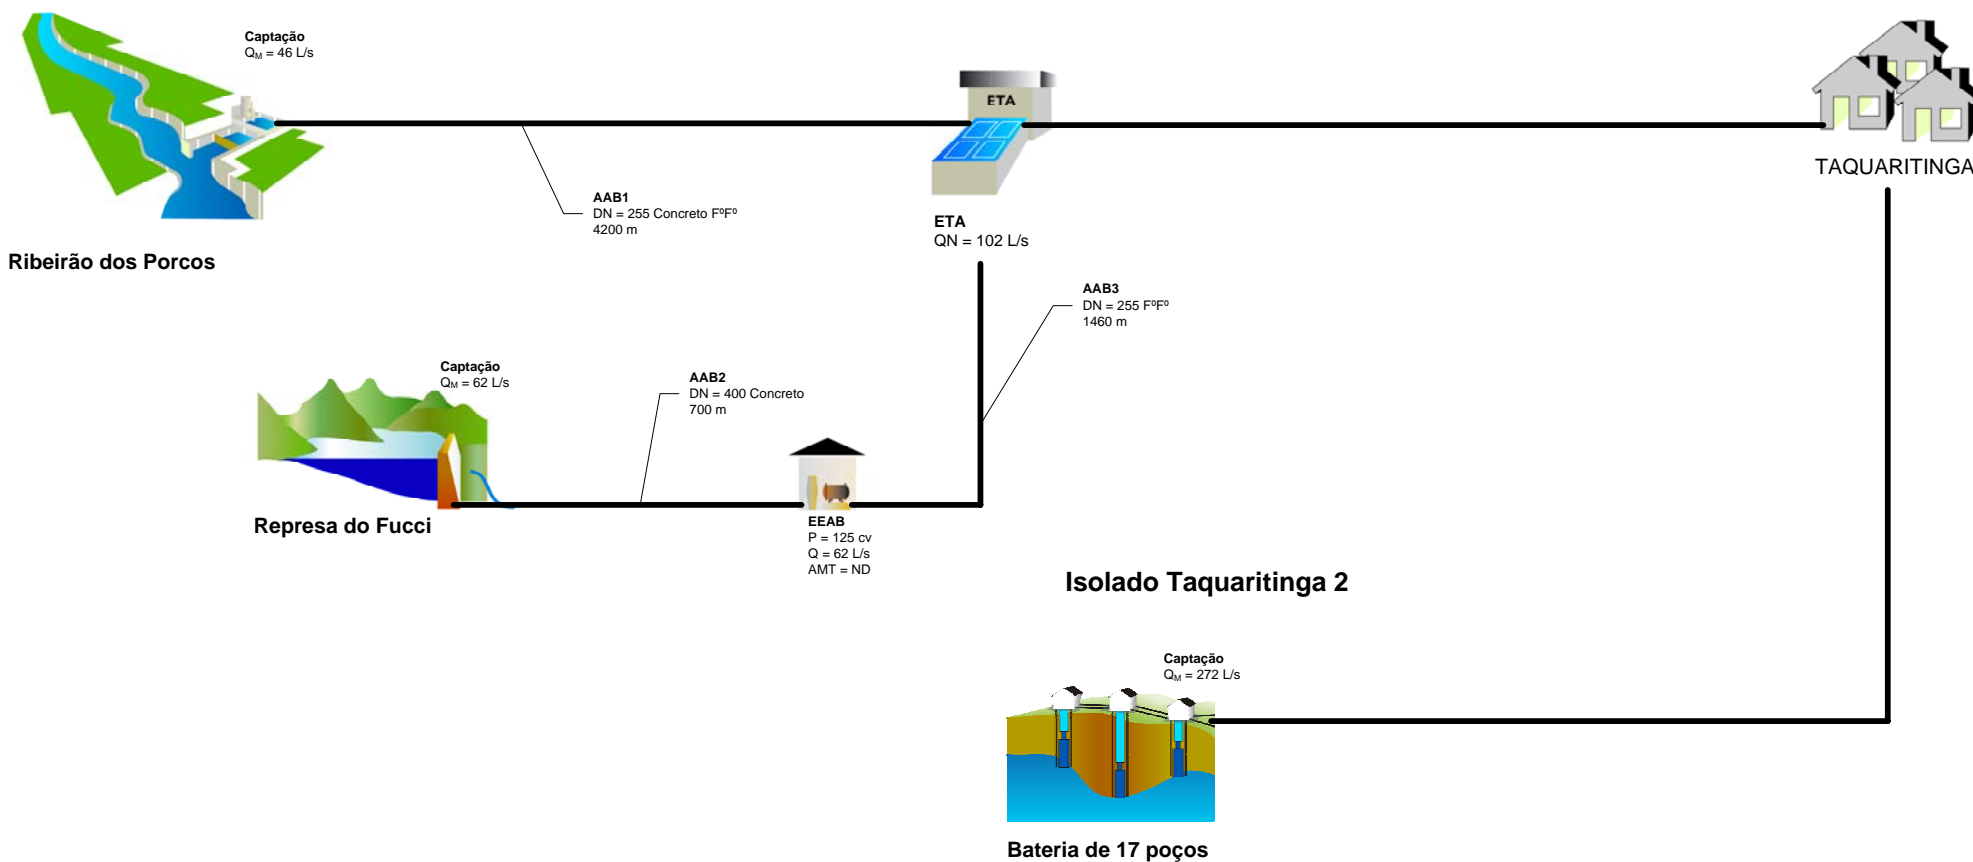 Captação
QM = 46 L/s
ETA
TAQUARITINGA
AAB1
DN = 255 Concreto FºFº
4200 m
ETA
QN = 102 L/s
Ribeirão dos Porcos
AAB3
DN = 255 FºFº
1460 m
Captação
QM = 62 L/s
AAB2
DN = 400 Concreto
700 m
Represa do Fucci
EEAB
P = 125 cv
Q = 62 L/s
AMT = ND
Isolado Taquaritinga 2
Captação
QM = 272 L/s
Bateria de 17 poços